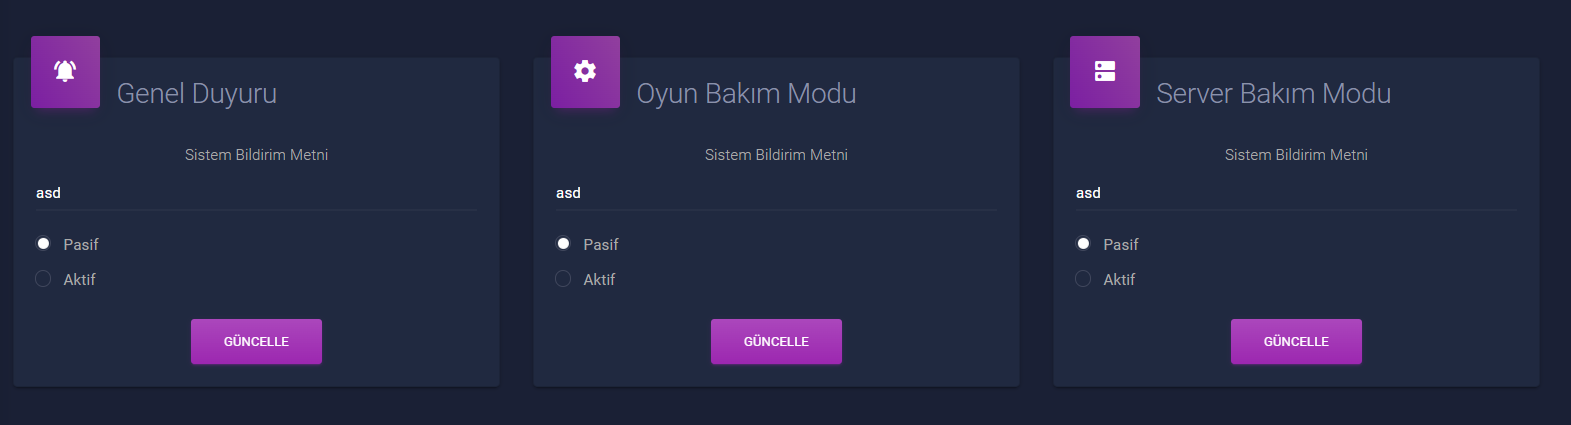 Genel Duyuru
Sistem Bildirim Metni
asd
Pasif
Aktif
GÜNCELLE
Oyun Bakım Modu
Sistem Bildirim Metni
asd
Pasif
Aktif
GÜNCELLE
Server Bakım Modu
Sistem Bildirim Metni
asd
Pasif
Aktif
GÜNCELLE